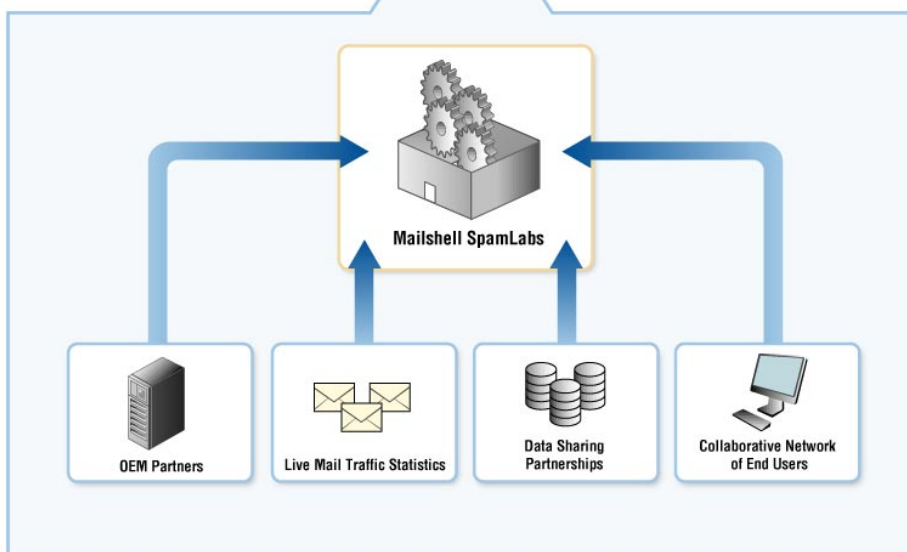 Mailshell SpamLabs
OEM Partners
Live Mail Traffic Statistics
Data Sharing
Partnerships
Collaborative Network
of End Users